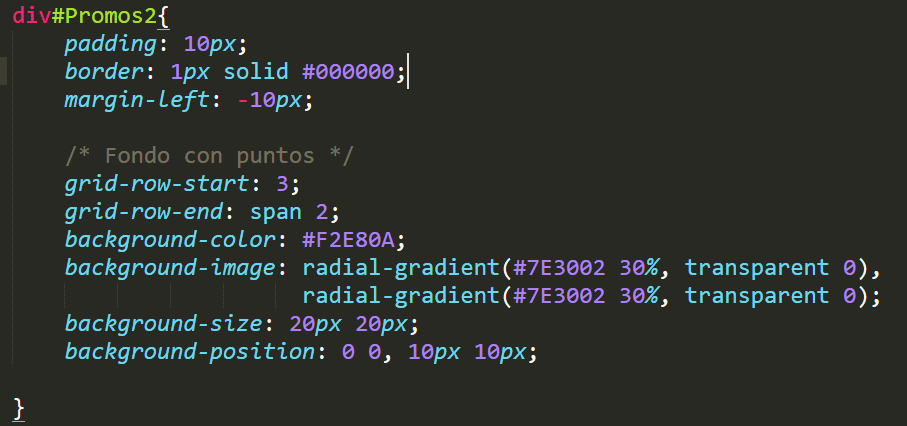 div#Promos2{
padding: 10px;
border: 1px solid #000000;
margin-left: -10px;
/* Fondo con puntos */
grid-row-start: 3;
grid-row-end: span 2;
background-color: #F2E80A;
background-image: radial-gradient(#7E3002 30%, transparent 0),
radial-gradient(#7E3002 30%, transparent 0);
background-size: 20px 20px;
background-position: 0 0, 10px 10px;
}